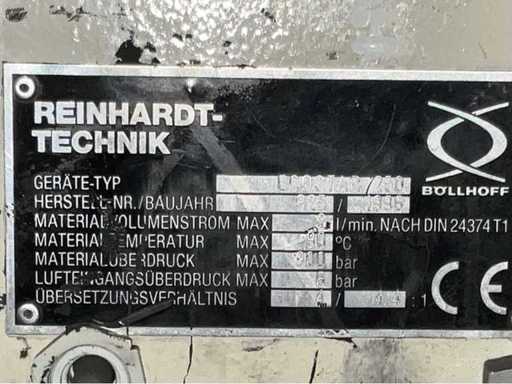 REINHARDT-
TECHNIK
BÖLLHOFF
GERÄTE-TYP
HERSTELL-NR./BAUJAHR /
MATERIALVOLUMENSTROM MAX l/min. NACH DIN 24374 T1
MATERIALTEMPERATUR MAX °C
MATERIALÜBERDRUCK MAX bar
LUFTEINGANGSÜBERDRUCK MAX bar
ÜBERSETZUNGSVERHÄLTNIS / : 1
CE